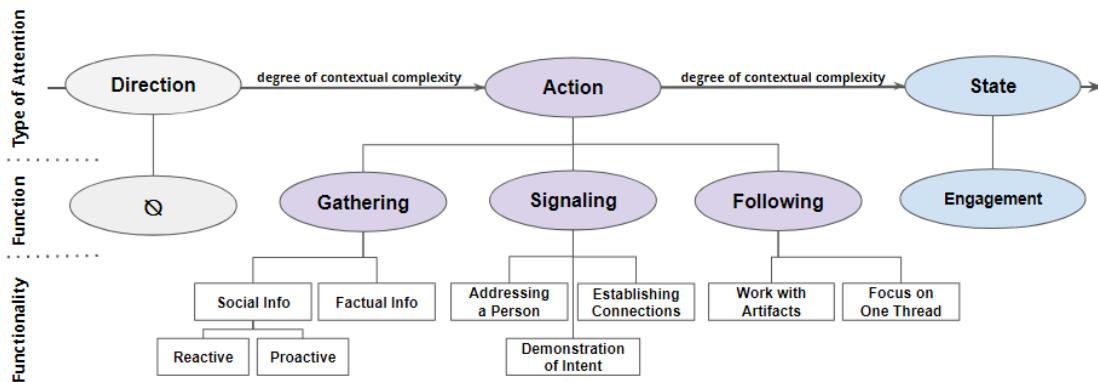 Type of Attention
Direction
degree of contextual complexity
Action
degree of contextual complexity
State
Function
∅
Gathering
Signaling
Following
Engagement
Functionality
Social Info
Factual Info
Addressing
a Person
Establishing
Connections
Work with
Artifacts
Focus on
One Thread
Reactive
Proactive
Demonstration
of Intent